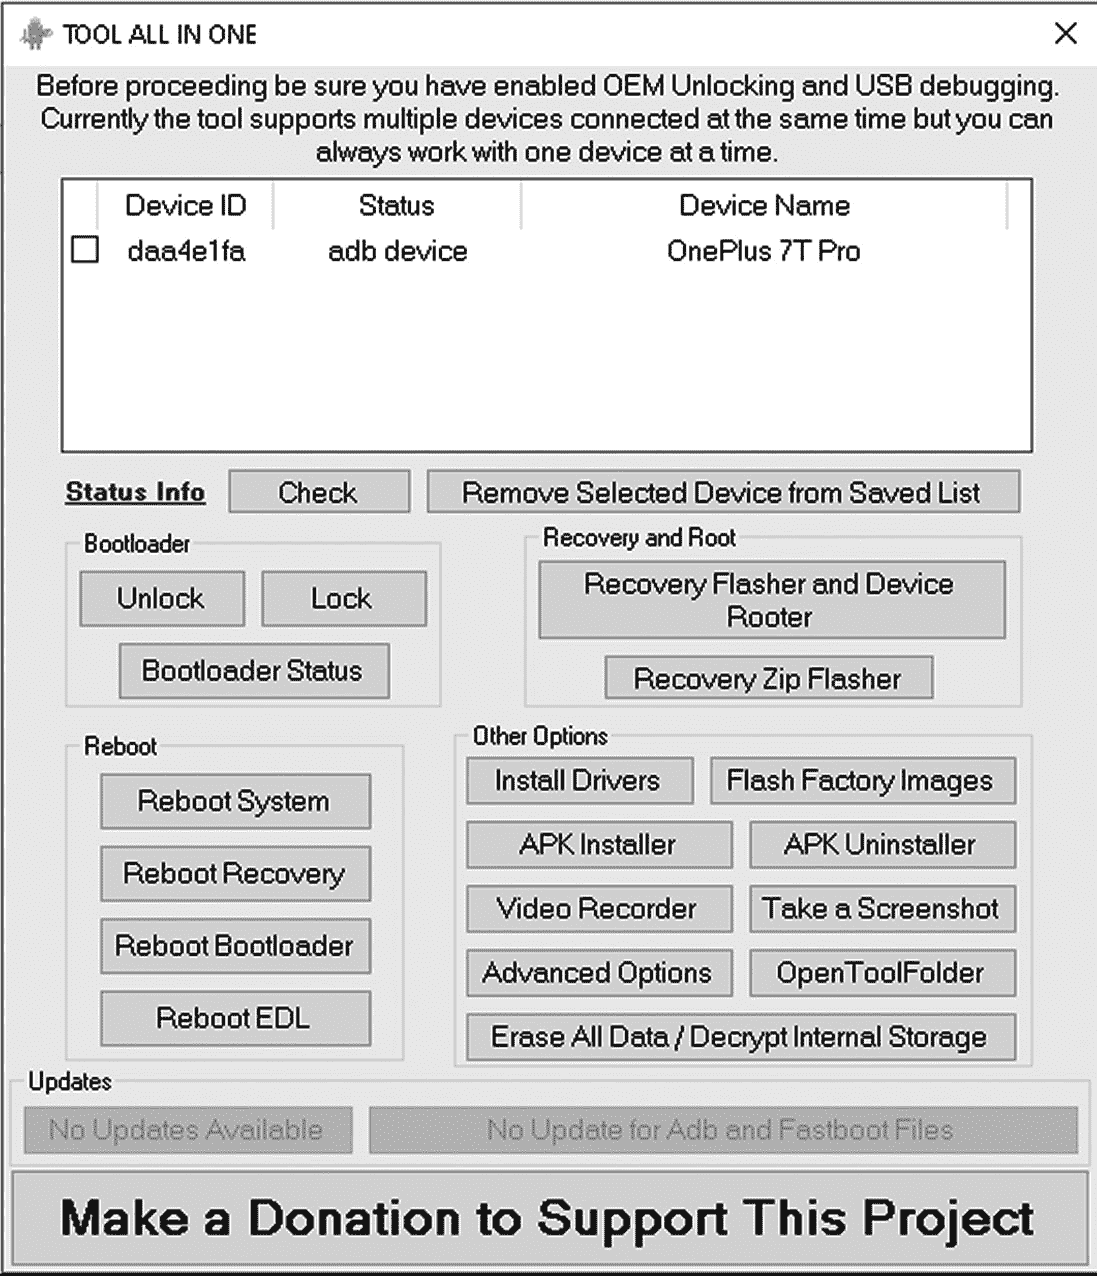 TOOL ALL IN ONE
Before proceeding be sure you have enabled OEM Unlocking and USB debugging.
Currently the tool supports multiple devices connected at the same time but you can
always work with one device at a time.
Device ID Status Device Name
daa4e1fa adb device OnePlus 7T Pro
Status Info Check Remove Selected Device from Saved List
Bootloader
Unlock Lock
Bootloader Status
Recovery and Root
Recovery Flasher and Device
Rooter
Recovery Zip Flasher
Reboot
Reboot System
Reboot Recovery
Reboot Bootloader
Reboot EDL
Other Options
Install Drivers Flash Factory Images
APK Installer APK Uninstaller
Video Recorder Take a Screenshot
Advanced Options OpenToolFolder
Erase All Data / Decrypt Internal Storage
Updates
No Updates Available No Update for Adb and Fastboot Files
Make a Donation to Support This Project